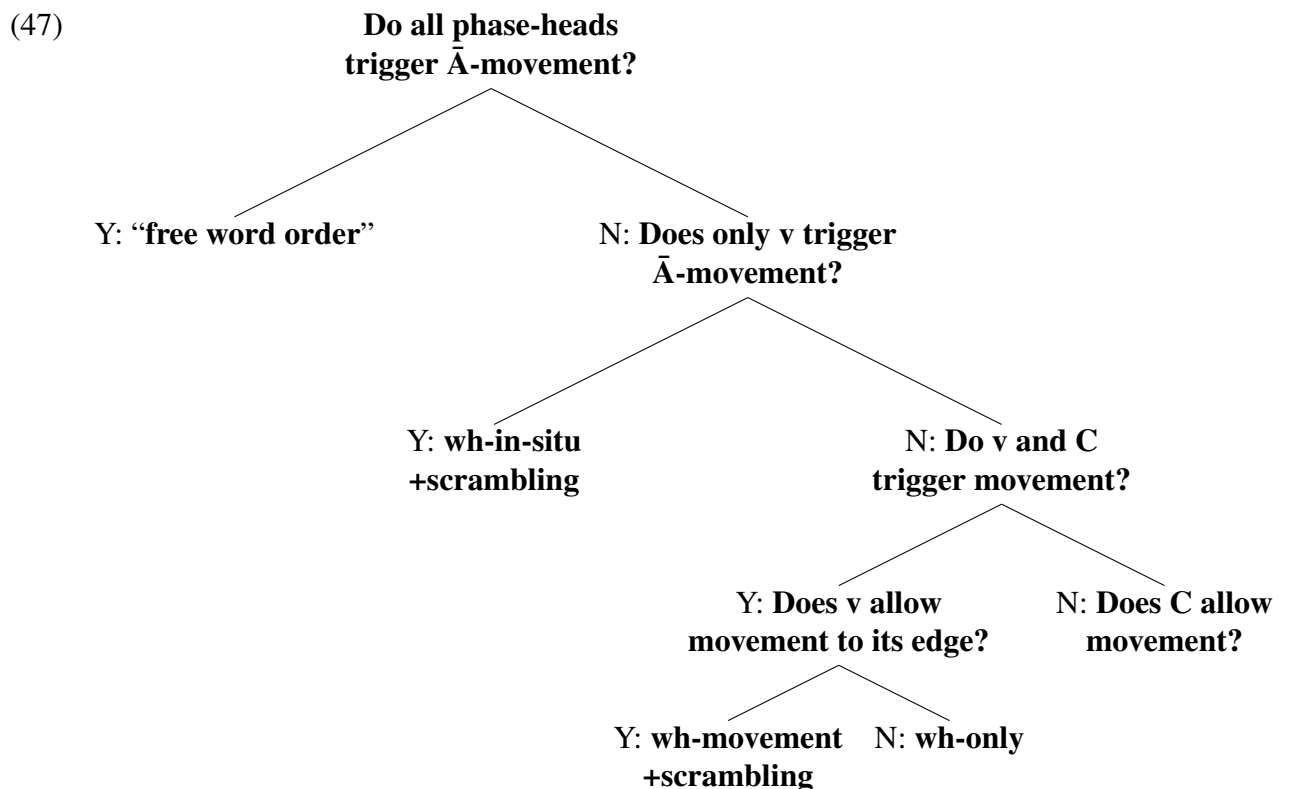 (47)
Do all phase-heads
trigger Ā-movement?
Y: “free word order”
N: Does only v trigger
Ā-movement?
Y: wh-in-situ
+scrambling
N: Do v and C
trigger movement?
Y: Does v allow
movement to its edge?
N: Does C allow
movement?
Y: wh-movement
+scrambling
N: wh-only